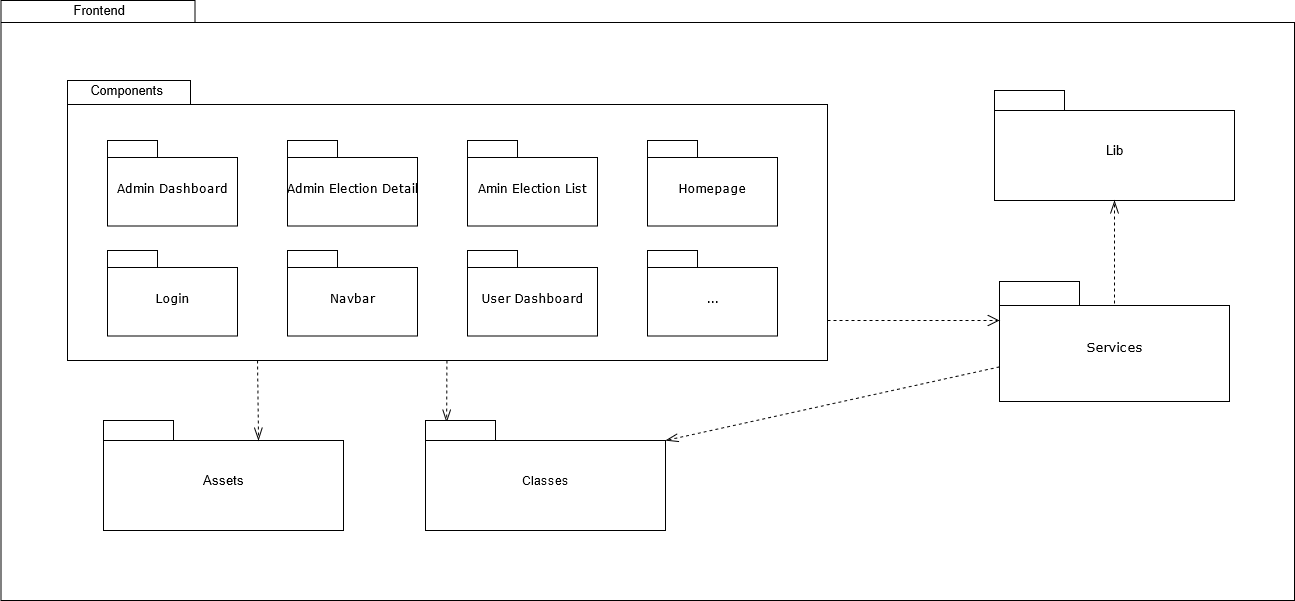 Frontend
Components
Admin Dashboard
Admin Election Detail
Amin Election List
Homepage
Login
Navbar
User Dashboard
...
Lib
Services
Assets
Classes